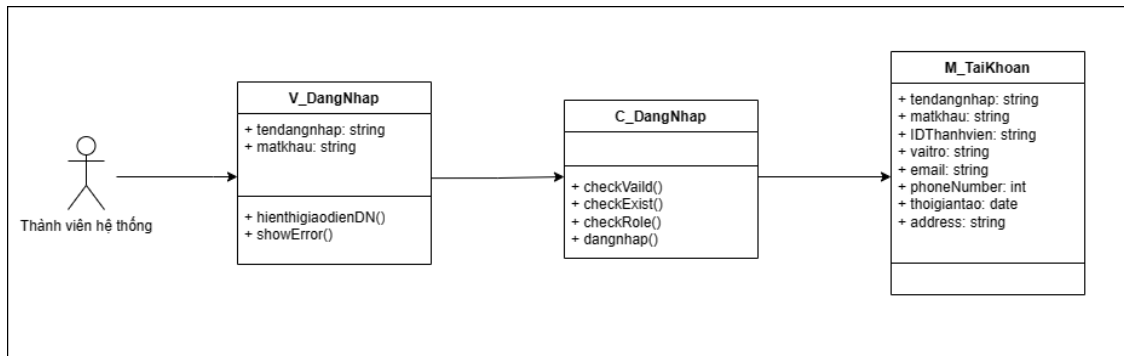 Thành viên hệ thống
V_DangNhap
+ tendangnhap: string
+ matkhau: string
+ hienthigiaodienDN()
+ showError()
C_DangNhap
+ checkVaild()
+ checkExist()
+ checkRole()
+ dangnhap()
M_TaiKhoan
+ tendangnhap: string
+ matkhau: string
+ IDThanhvien: string
+ vaitro: string
+ email: string
+ phoneNumber: int
+ thoigiantao: date
+ address: string